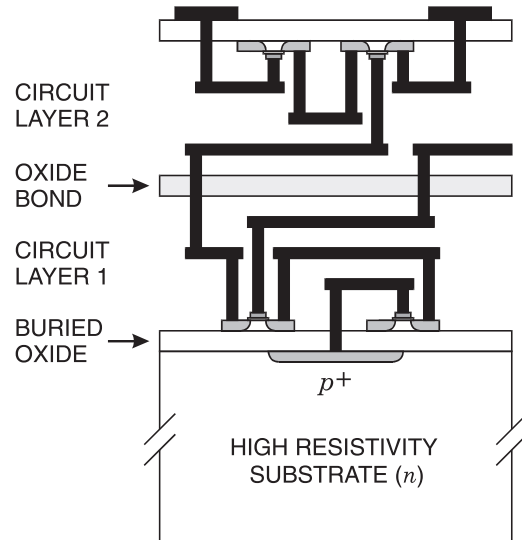 CIRCUIT
LAYER 2
OXIDE
BOND
CIRCUIT
LAYER 1
BURIED
OXIDE
p+
HIGH RESISTIVITY
SUBSTRATE (n)